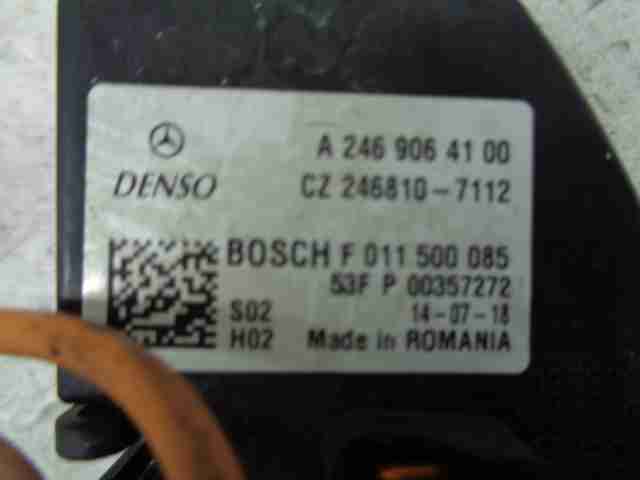 A 246 906 41 00
DENSO CZ 246810-7112
BOSCH F 011 500 085
53F P 00357272
S02 14-07-18
H02 Made in ROMANIA